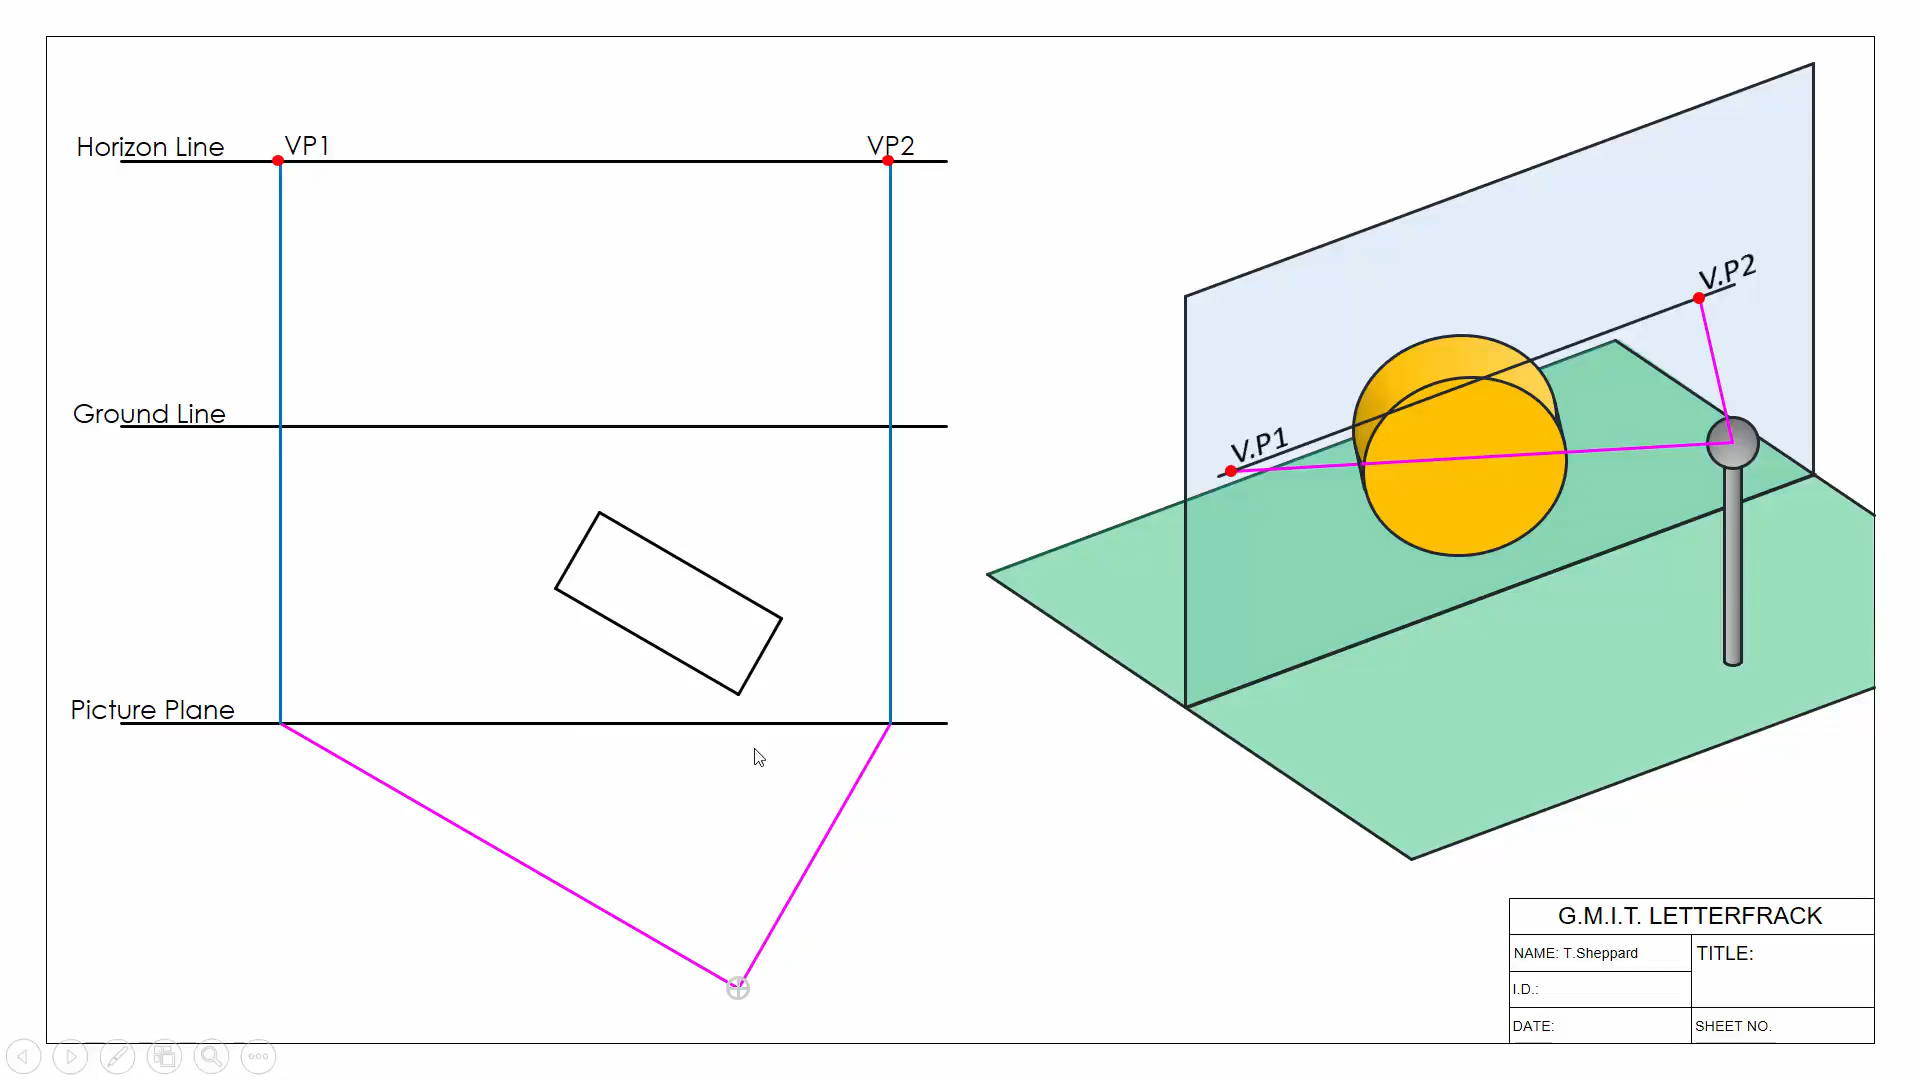 Horizon Line
VP1
VP2
Ground Line
Picture Plane
V.P1
V.P2
G.M.I.T. LETTERFRACK
NAME: T.Sheppard
TITLE:
I.D.:
DATE:
SHEET NO.